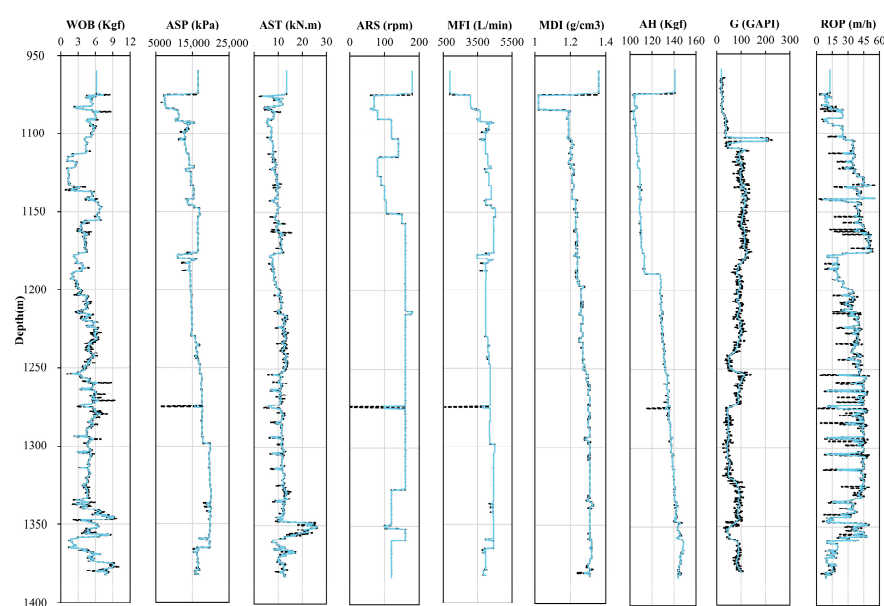 WOB (Kgf) ASP (kPa) AST (kN.m) ARS (rpm) MFI (L/min) MDI (g/cm3) AH (Kgf) G (GAPI) ROP (m/h)
0 3 6 9 12 5000 15,000 25,000 0 10 20 30 0 100 200 500 3500 5500 1 1.2 1.4 100 120 140 160 0 100 200 300 0 15 30 45 60
950
1100
1150
1200
1250
1300
1350
1400
Depth(m)